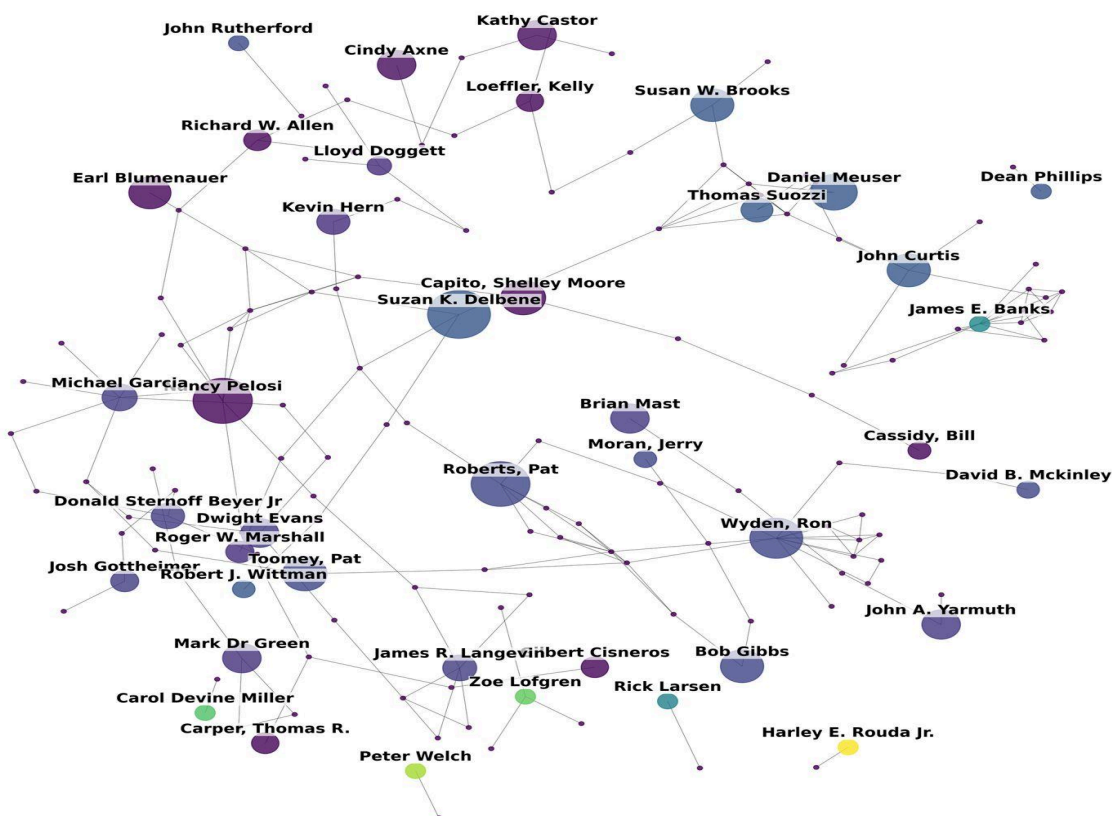 Kathy Castor
John Rutherford
Cindy Axne
Loeffler, Kelly
Susan W. Brooks
Richard W. Allen
Lloyd Doggett
Earl Blumenauer
Daniel Meuser
Dean Phillips
Thomas Suozzi
Kevin Hern
John Curtis
Capito, Shelley Moore
Suzan K. Delbene
James E. Banks
Michael Garcia
Nancy Pelosi
Brian Mast
Cassidy, Bill
Moran, Jerry
Roberts, Pat
David B. Mckinley
Donald Sternoff Beyer Jr
Dwight Evans
Wyden, Ron
Roger W. Marshall
Toomey, Pat
Josh Gottheimer
Robert J. Wittman
John A. Yarmuth
Mark Dr Green
James R. Langevin
Gilbert Cisneros
Bob Gibbs
Zoe Lofgren
Rick Larsen
Carol Devine Miller
Carper, Thomas R.
Harley E. Rouda Jr.
Peter Welch